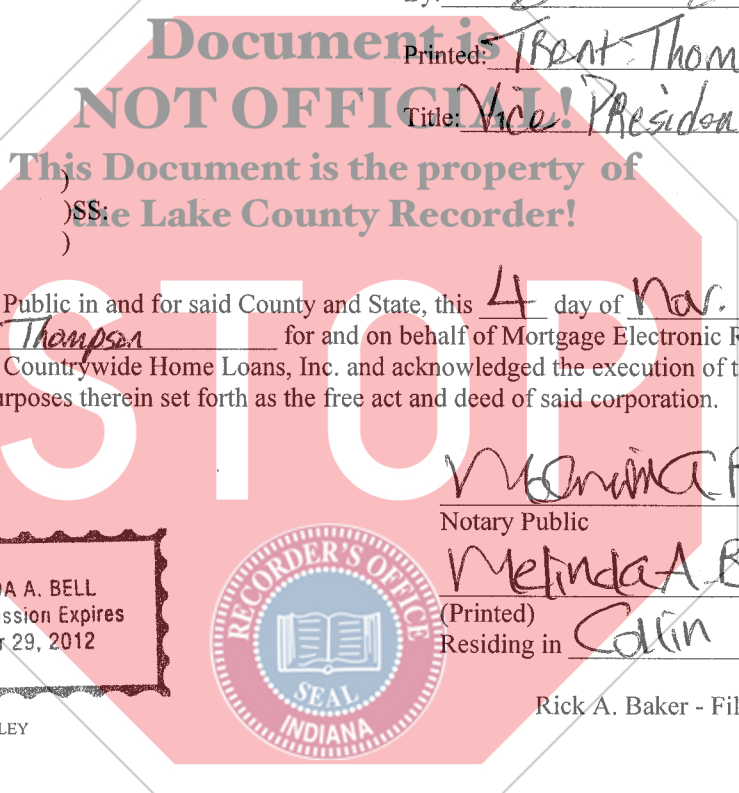 Document is
Printed: Trent Thom
NOT OFFICIAL!
Title: Vice Presiden
This Document is the property of
)
)SS:
the Lake County Recorder!
)
STOP
Public in and for said County and State, this 4 day of Nov.
Thompson for and on behalf of Mortgage Electronic R
Countrywide Home Loans, Inc. and acknowledged the execution of t
urposes therein set forth as the free act and deed of said corporation.
Notary Public
Melinda A B
(Printed)
Residing in Collin
DA A. BELL
ssion Expires
r 29, 2012
RECORDER'S OFFICE
SEAL
INDIANA
Rick A. Baker - Fil
LEY